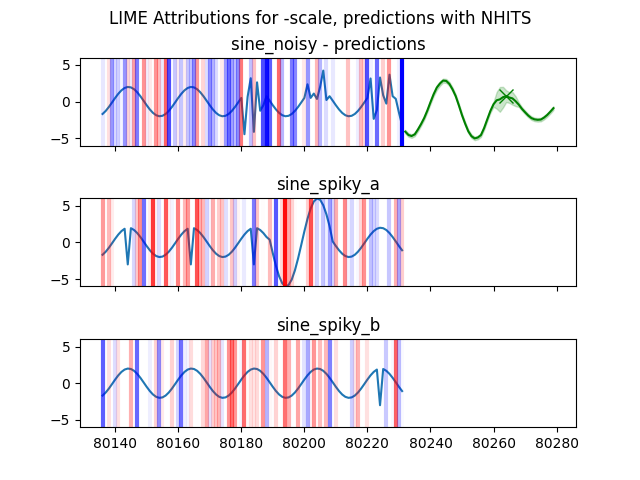 LIME Attributions for -scale, predictions with NHITS
sine_noisy - predictions
5
0
−5
sine_spiky_a
5
0
−5
sine_spiky_b
5
0
−5
80140 80160 80180 80200 80220 80240 80260 80280